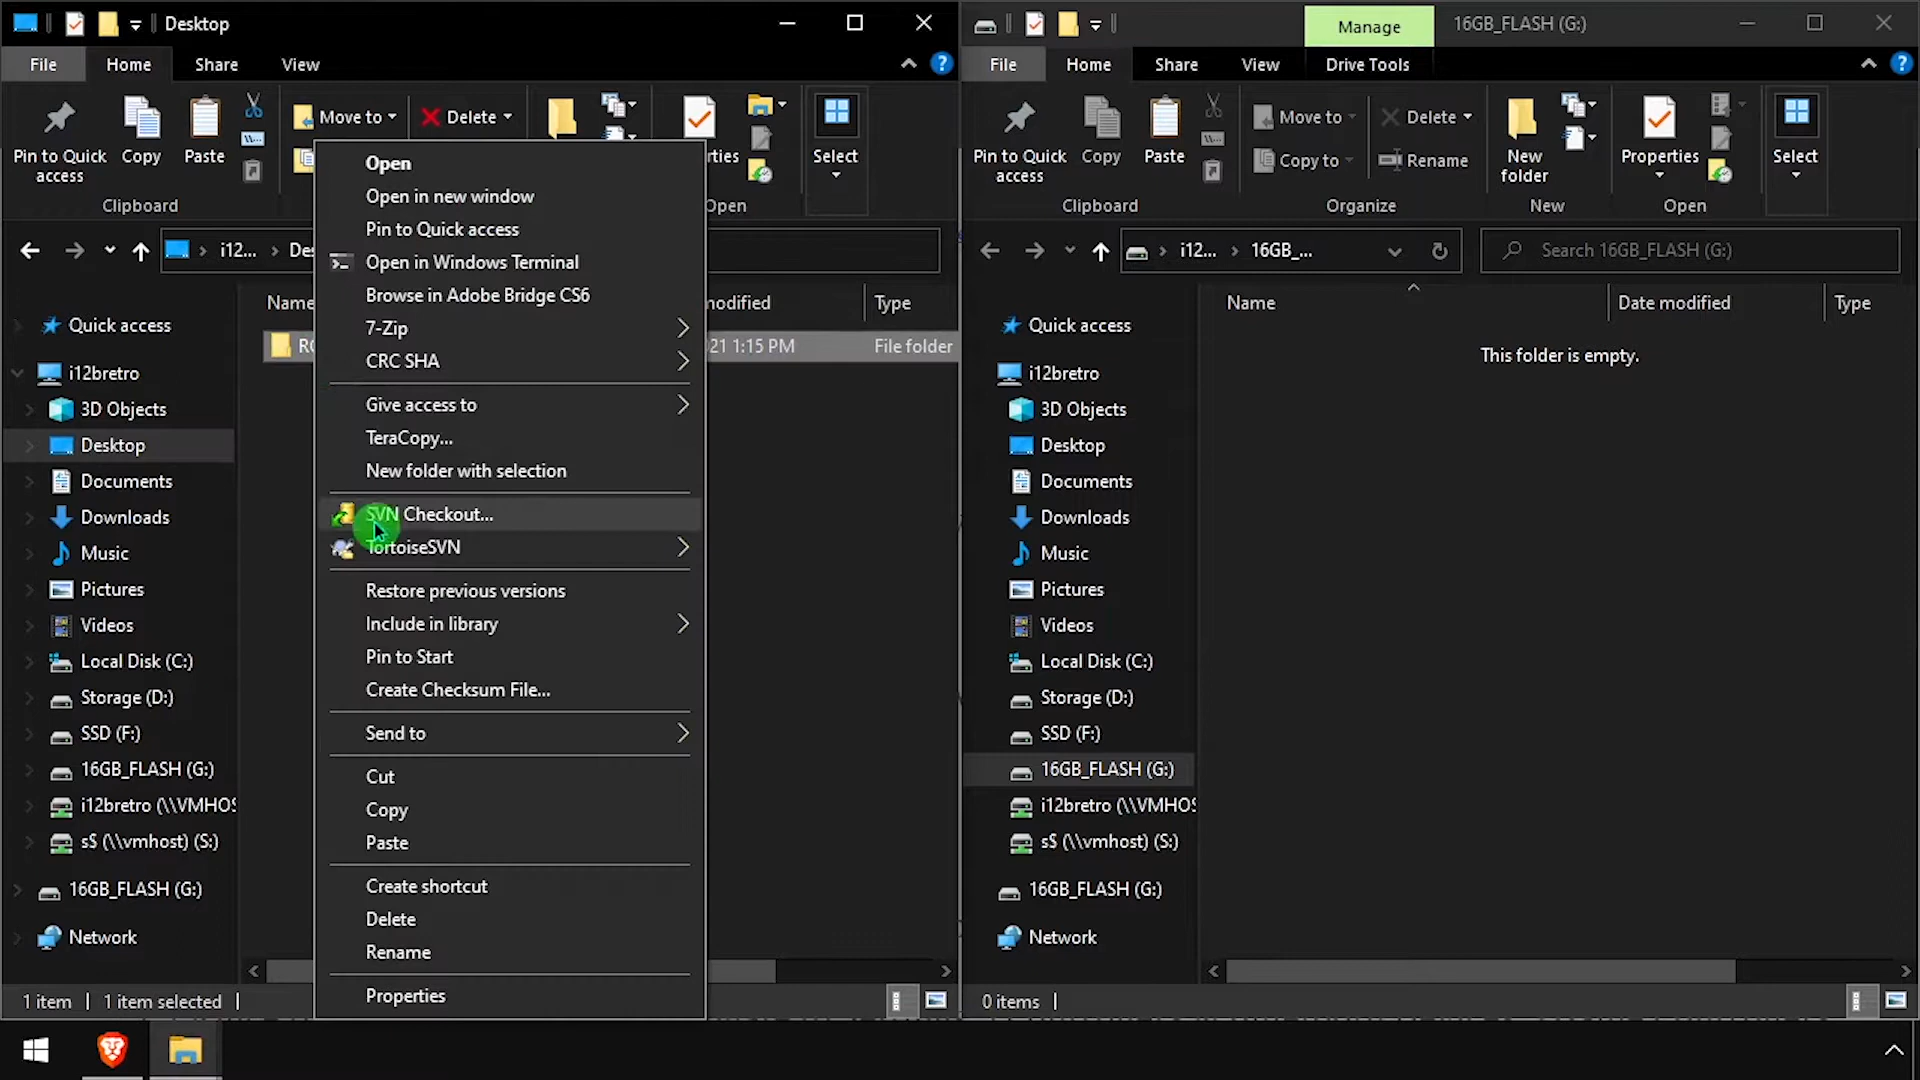 Desktop
File
Home
Share
View
Pin to Quick
access
Copy
Paste
Move to
Delete
rties
Select
Clipboard
Open
i12...
Des
Name
modified
Type
Quick access
i12bretro
3D Objects
Desktop
Documents
Downloads
Music
Pictures
Videos
Local Disk (C:)
Storage (D:)
SSD (F:)
16GB_FLASH (G:)
i12bretro (\\VMHOS
s$ (\\vmhost) (S:)
16GB_FLASH (G:)
Network
21 1:15 PM
File folder
Open
Open in new window
Pin to Quick access
Open in Windows Terminal
Browse in Adobe Bridge CS6
7-Zip
CRC SHA
Give access to
TeraCopy...
New folder with selection
SVN Checkout...
TortoiseSVN
Restore previous versions
Include in library
Pin to Start
Create Checksum File...
Send to
Cut
Copy
Paste
Create shortcut
Delete
Rename
Properties
1 item
1 item selected
Manage
16GB_FLASH (G:)
File
Home
Share
View
Drive Tools
Pin to Quick
access
Copy
Paste
Move to
Copy to
Delete
Rename
New
folder
Properties
Select
Clipboard
Organize
New
Open
i12...
16GB_...
Search 16GB_FLASH (G:)
Name
Date modified
Type
This folder is empty.
Quick access
i12bretro
3D Objects
Desktop
Documents
Downloads
Music
Pictures
Videos
Local Disk (C:)
Storage (D:)
SSD (F:)
16GB_FLASH (G:)
i12bretro (\\VMHOS
s$ (\\vmhost) (S:)
16GB_FLASH (G:)
Network
0 items